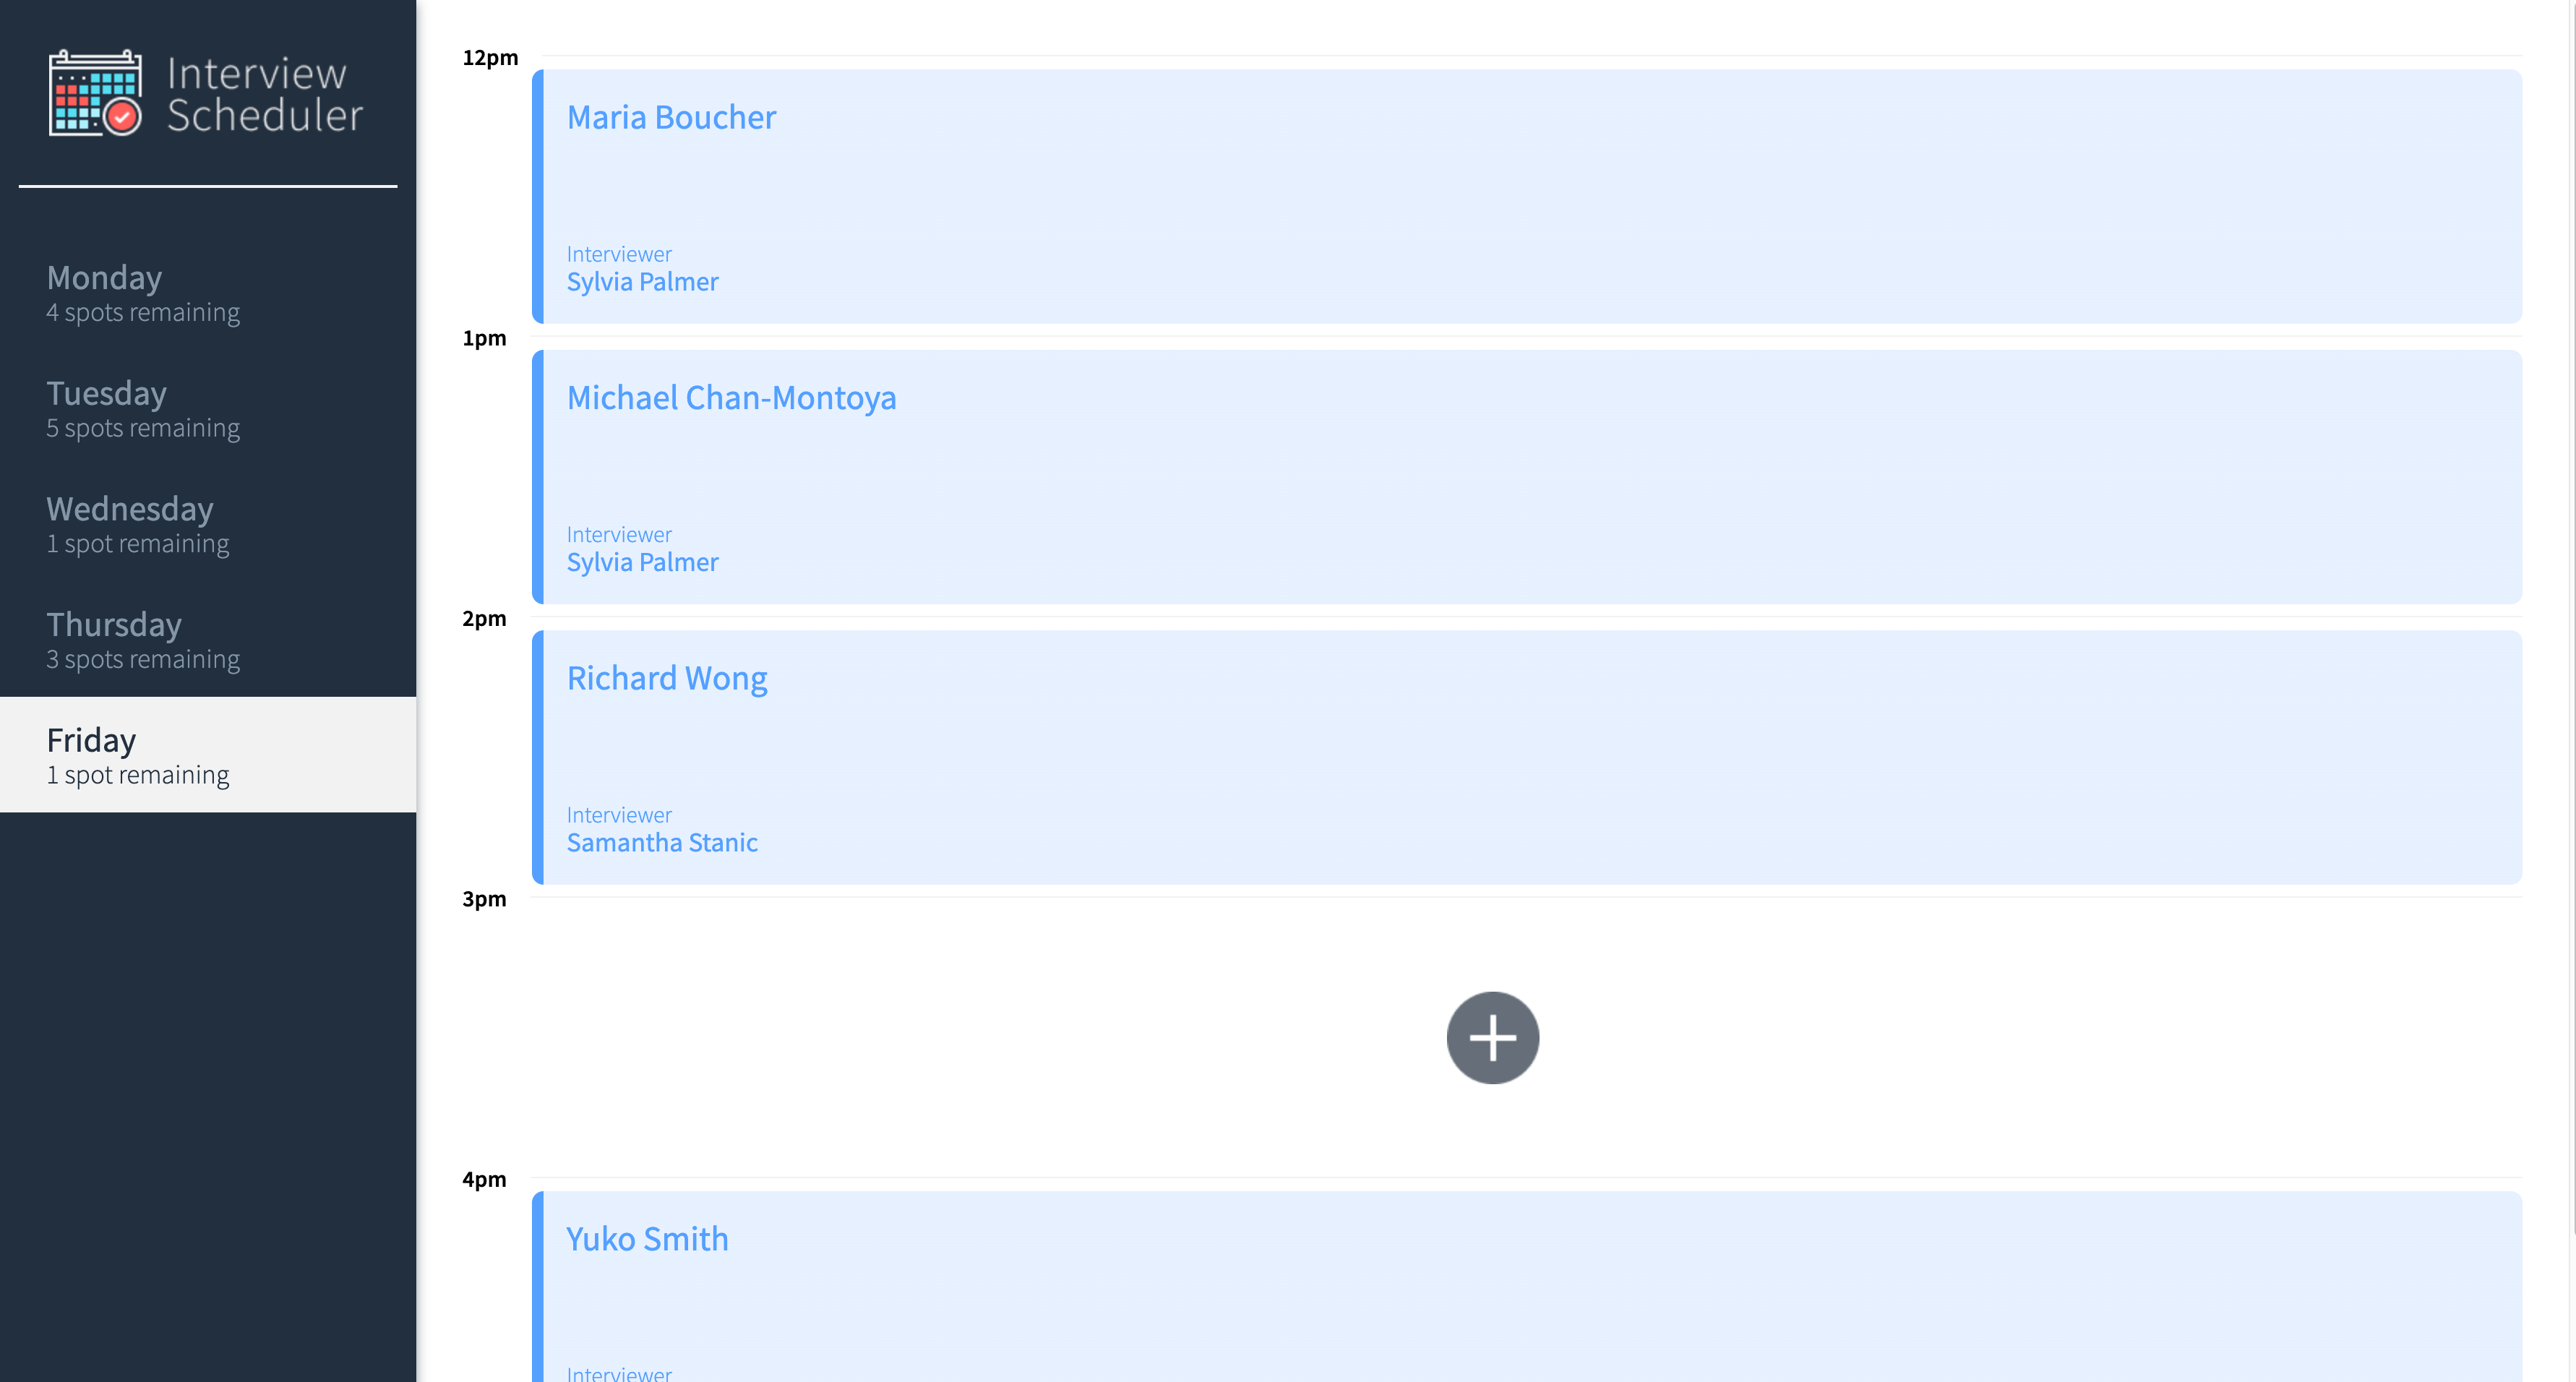 Interview
Scheduler
Monday
4 spots remaining
Tuesday
5 spots remaining
Wednesday
1 spot remaining
Thursday
3 spots remaining
Friday
1 spot remaining
12pm
Maria Boucher
Interviewer
Sylvia Palmer
1pm
Michael Chan-Montoya
Interviewer
Sylvia Palmer
2pm
Richard Wong
Interviewer
Samantha Stanic
3pm
4pm
Yuko Smith
Interviewer